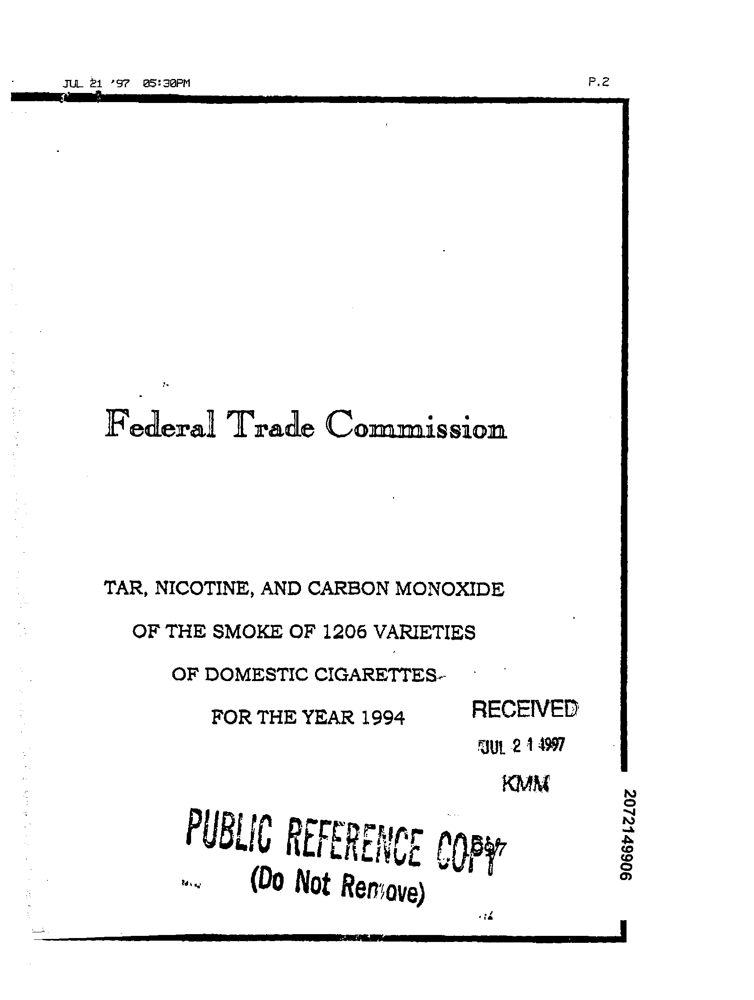 JUL 21 '97 05:30PM P.2
Federal Trade Commission
TAR, NICOTINE, AND CARBON MONOXIDE
OF THE SMOKE OF 1206 VARIETIES
OF DOMESTIC CIGARETTES
FOR THE YEAR 1994
RECEIVED
JUL 21 1997
KMM
PUBLIC REFERENCE COPY
(Do Not Remove)
2072149906